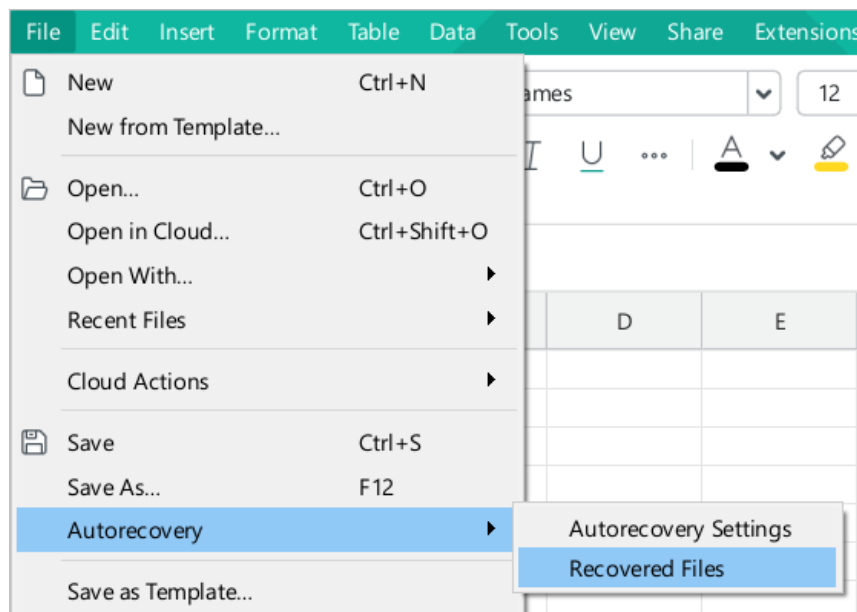 File Edit Insert Format Table Data Tools View Share Extensions
New Ctrl+N
New from Template...
Open... Ctrl+O
Open in Cloud... Ctrl+Shift+O
Open With...
Recent Files
Cloud Actions
Save Ctrl+S
Save As... F12
Autorecovery
Save as Template...
Autorecovery Settings
Recovered Files
12
A
D E